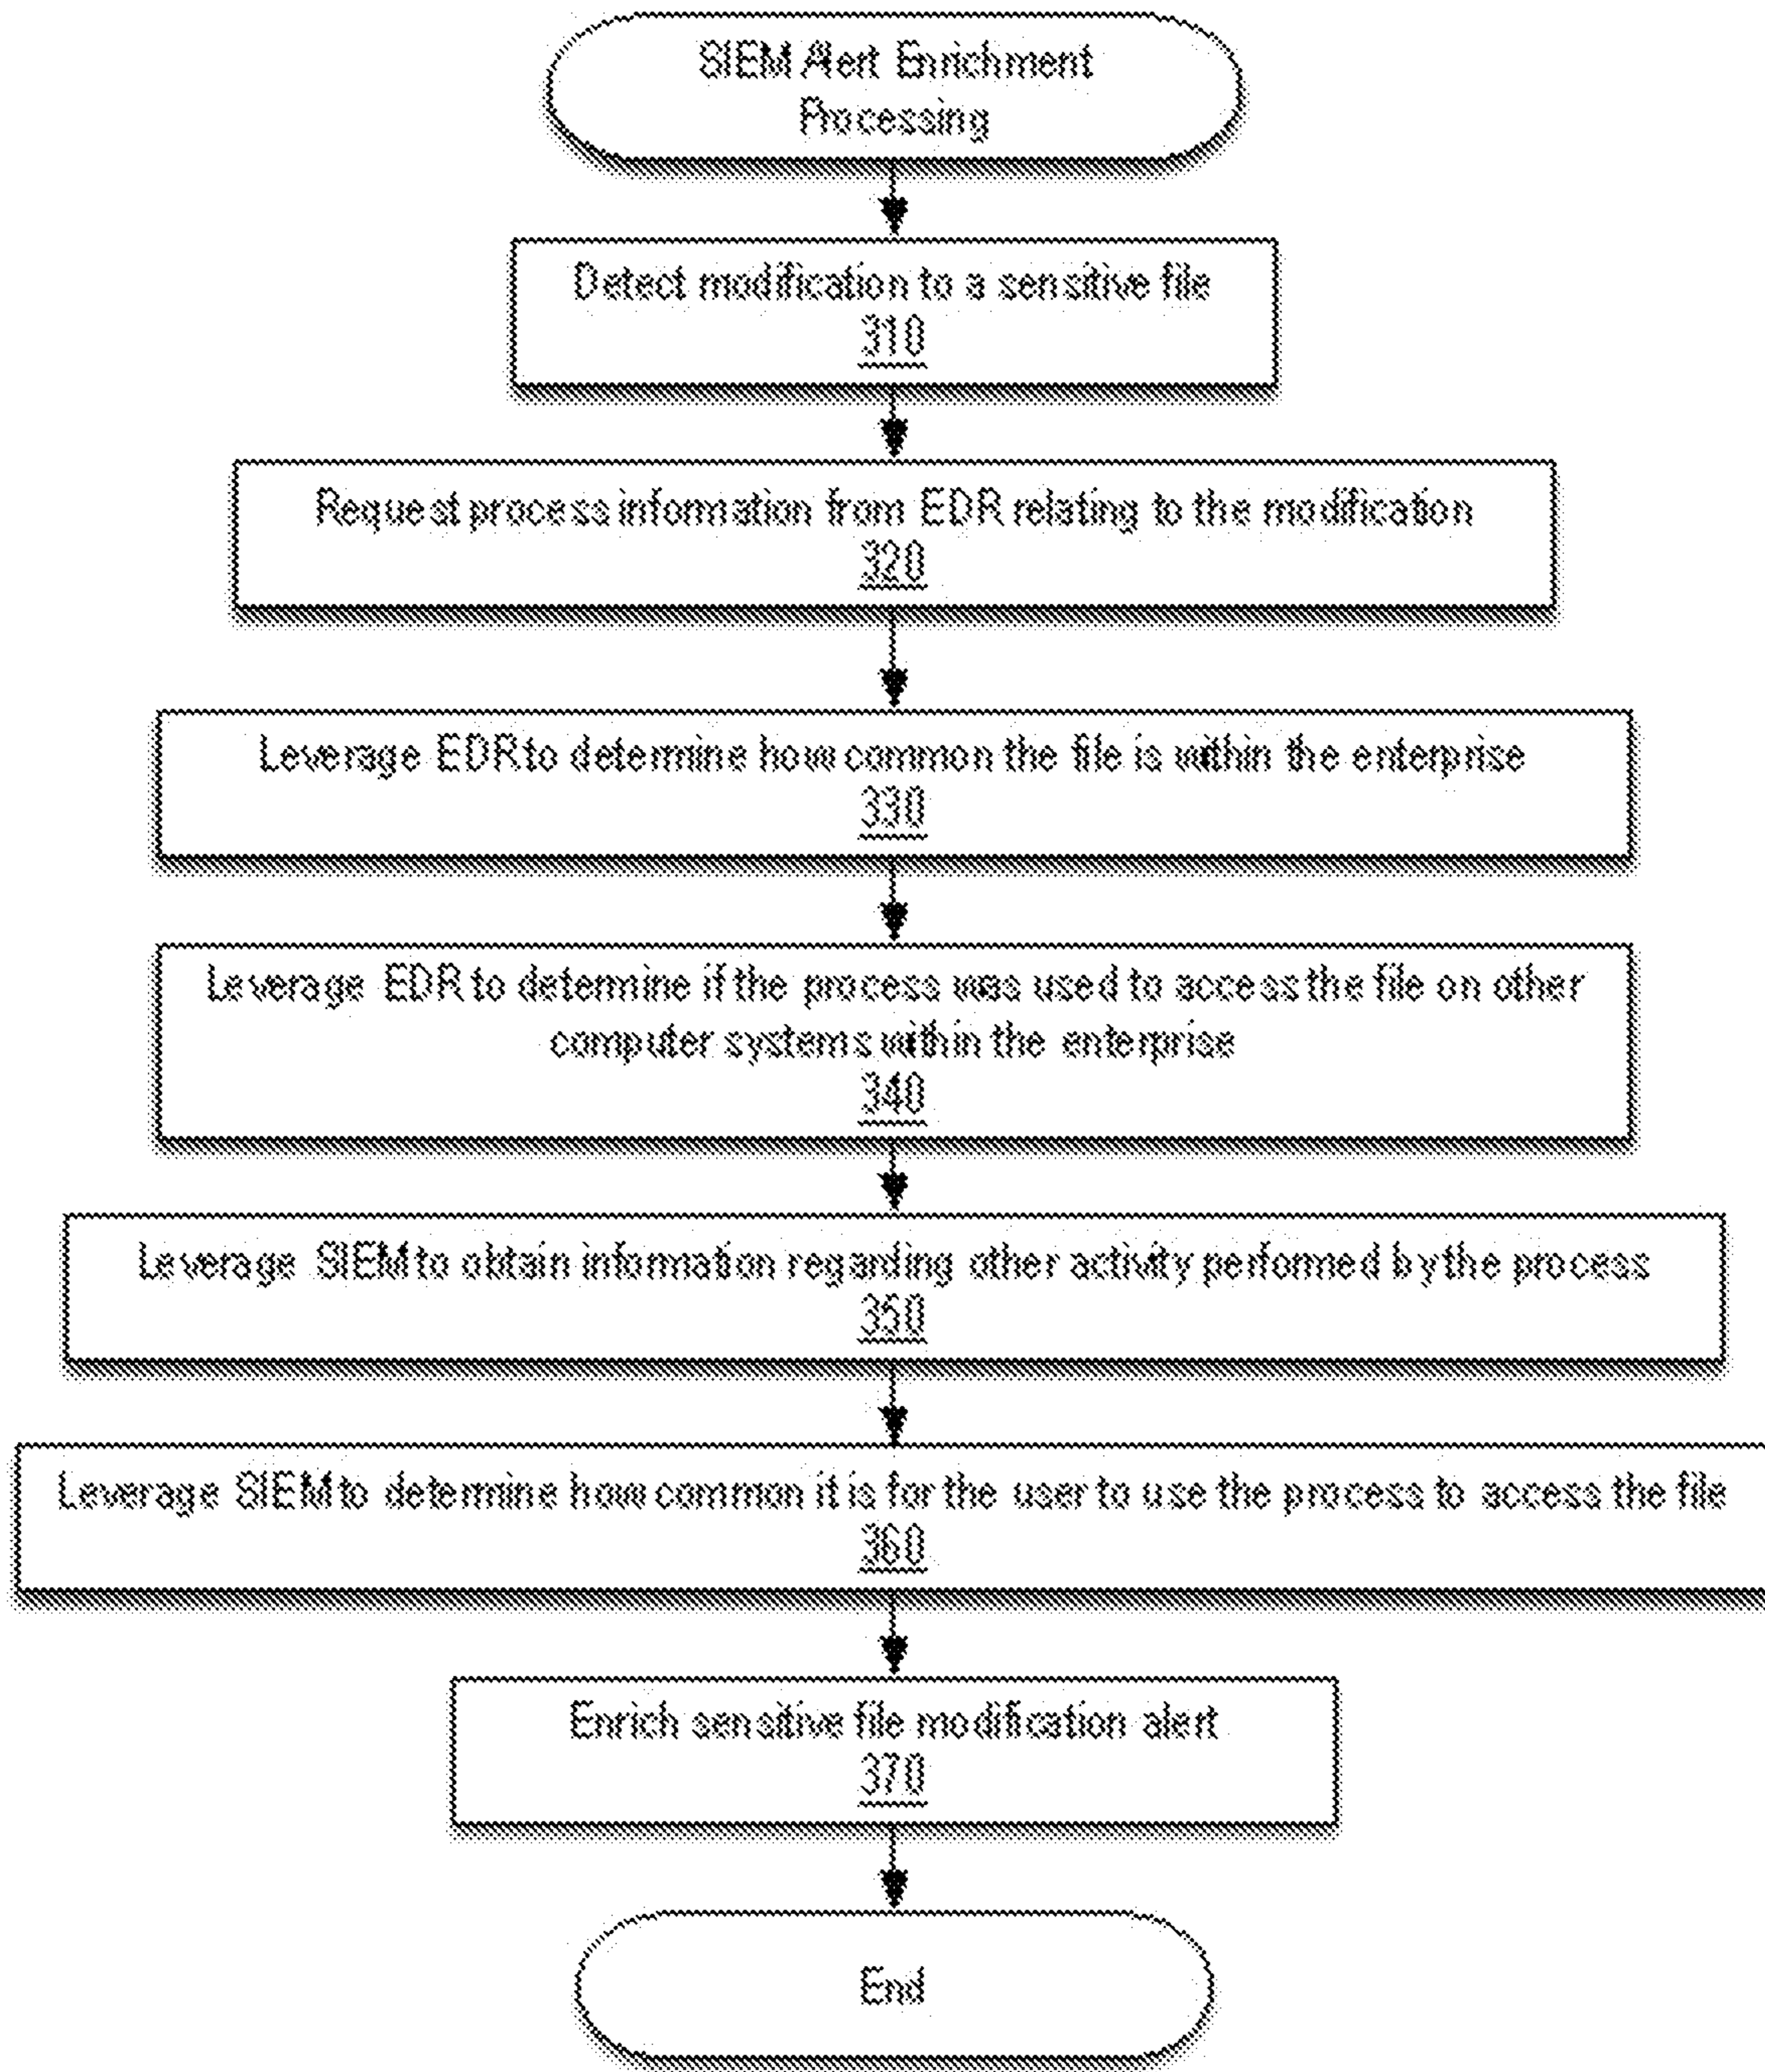 SIEM Alert Enrichment
Processing
Detect modification to a sensitive file
310
Request process information from EDR relating to the modification
320
Leverage EDR to determine how common the file is within the enterprise
330
Leverage EDR to determine if the process was used to access the file on other
computer systems within the enterprise
340
Leverage SIEM to obtain information regarding other activity performed by the process
350
Leverage SIEM to determine how common it is for the user to use the process to access the file
360
Enrich sensitive file modification alert
370
End